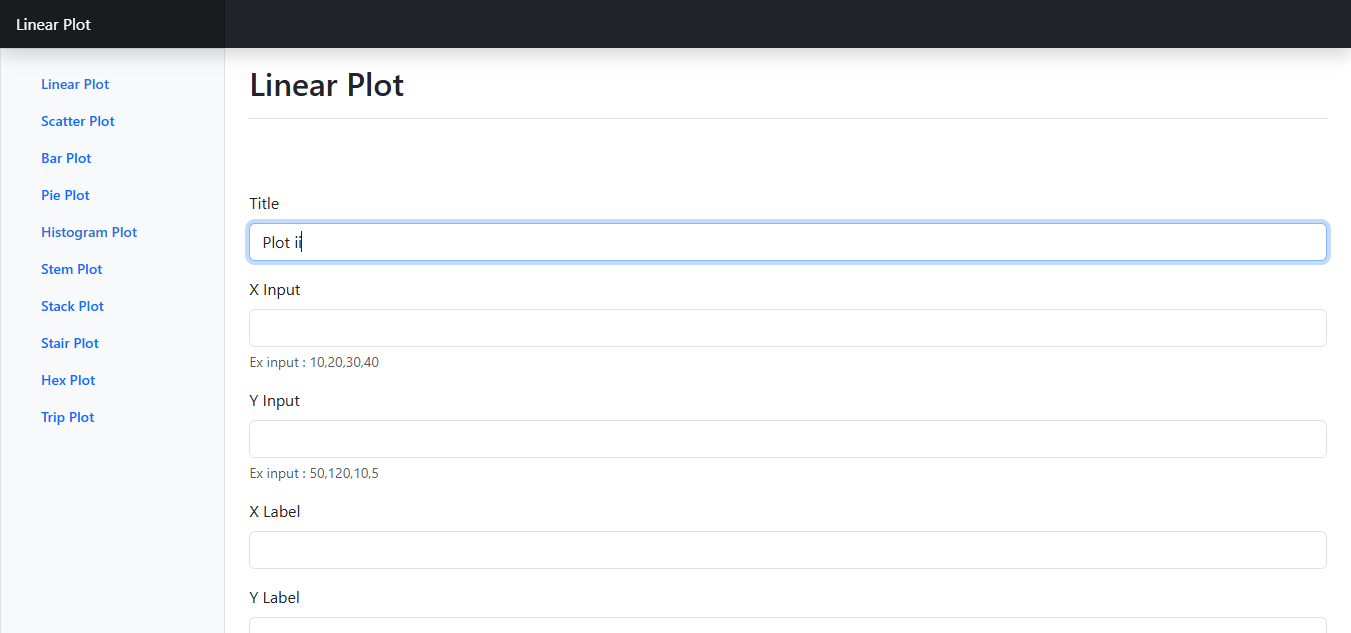 Linear Plot
Linear Plot
Scatter Plot
Bar Plot
Pie Plot
Histogram Plot
Stem Plot
Stack Plot
Stair Plot
Hex Plot
Trip Plot
Linear Plot
Title
Plot ii
X Input
Ex input : 10,20,30,40
Y Input
Ex input : 50,120,10,5
X Label
Y Label